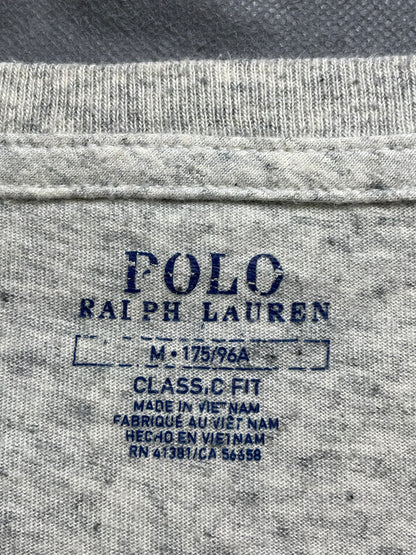 POLO
RALPH LAUREN
M • 175/96A
CLASSIC FIT
MADE IN VIETNAM
FABRIQUÉ AU VIÊT NAM
HECHO EN VIETNAM
RN 41381/CA 56358